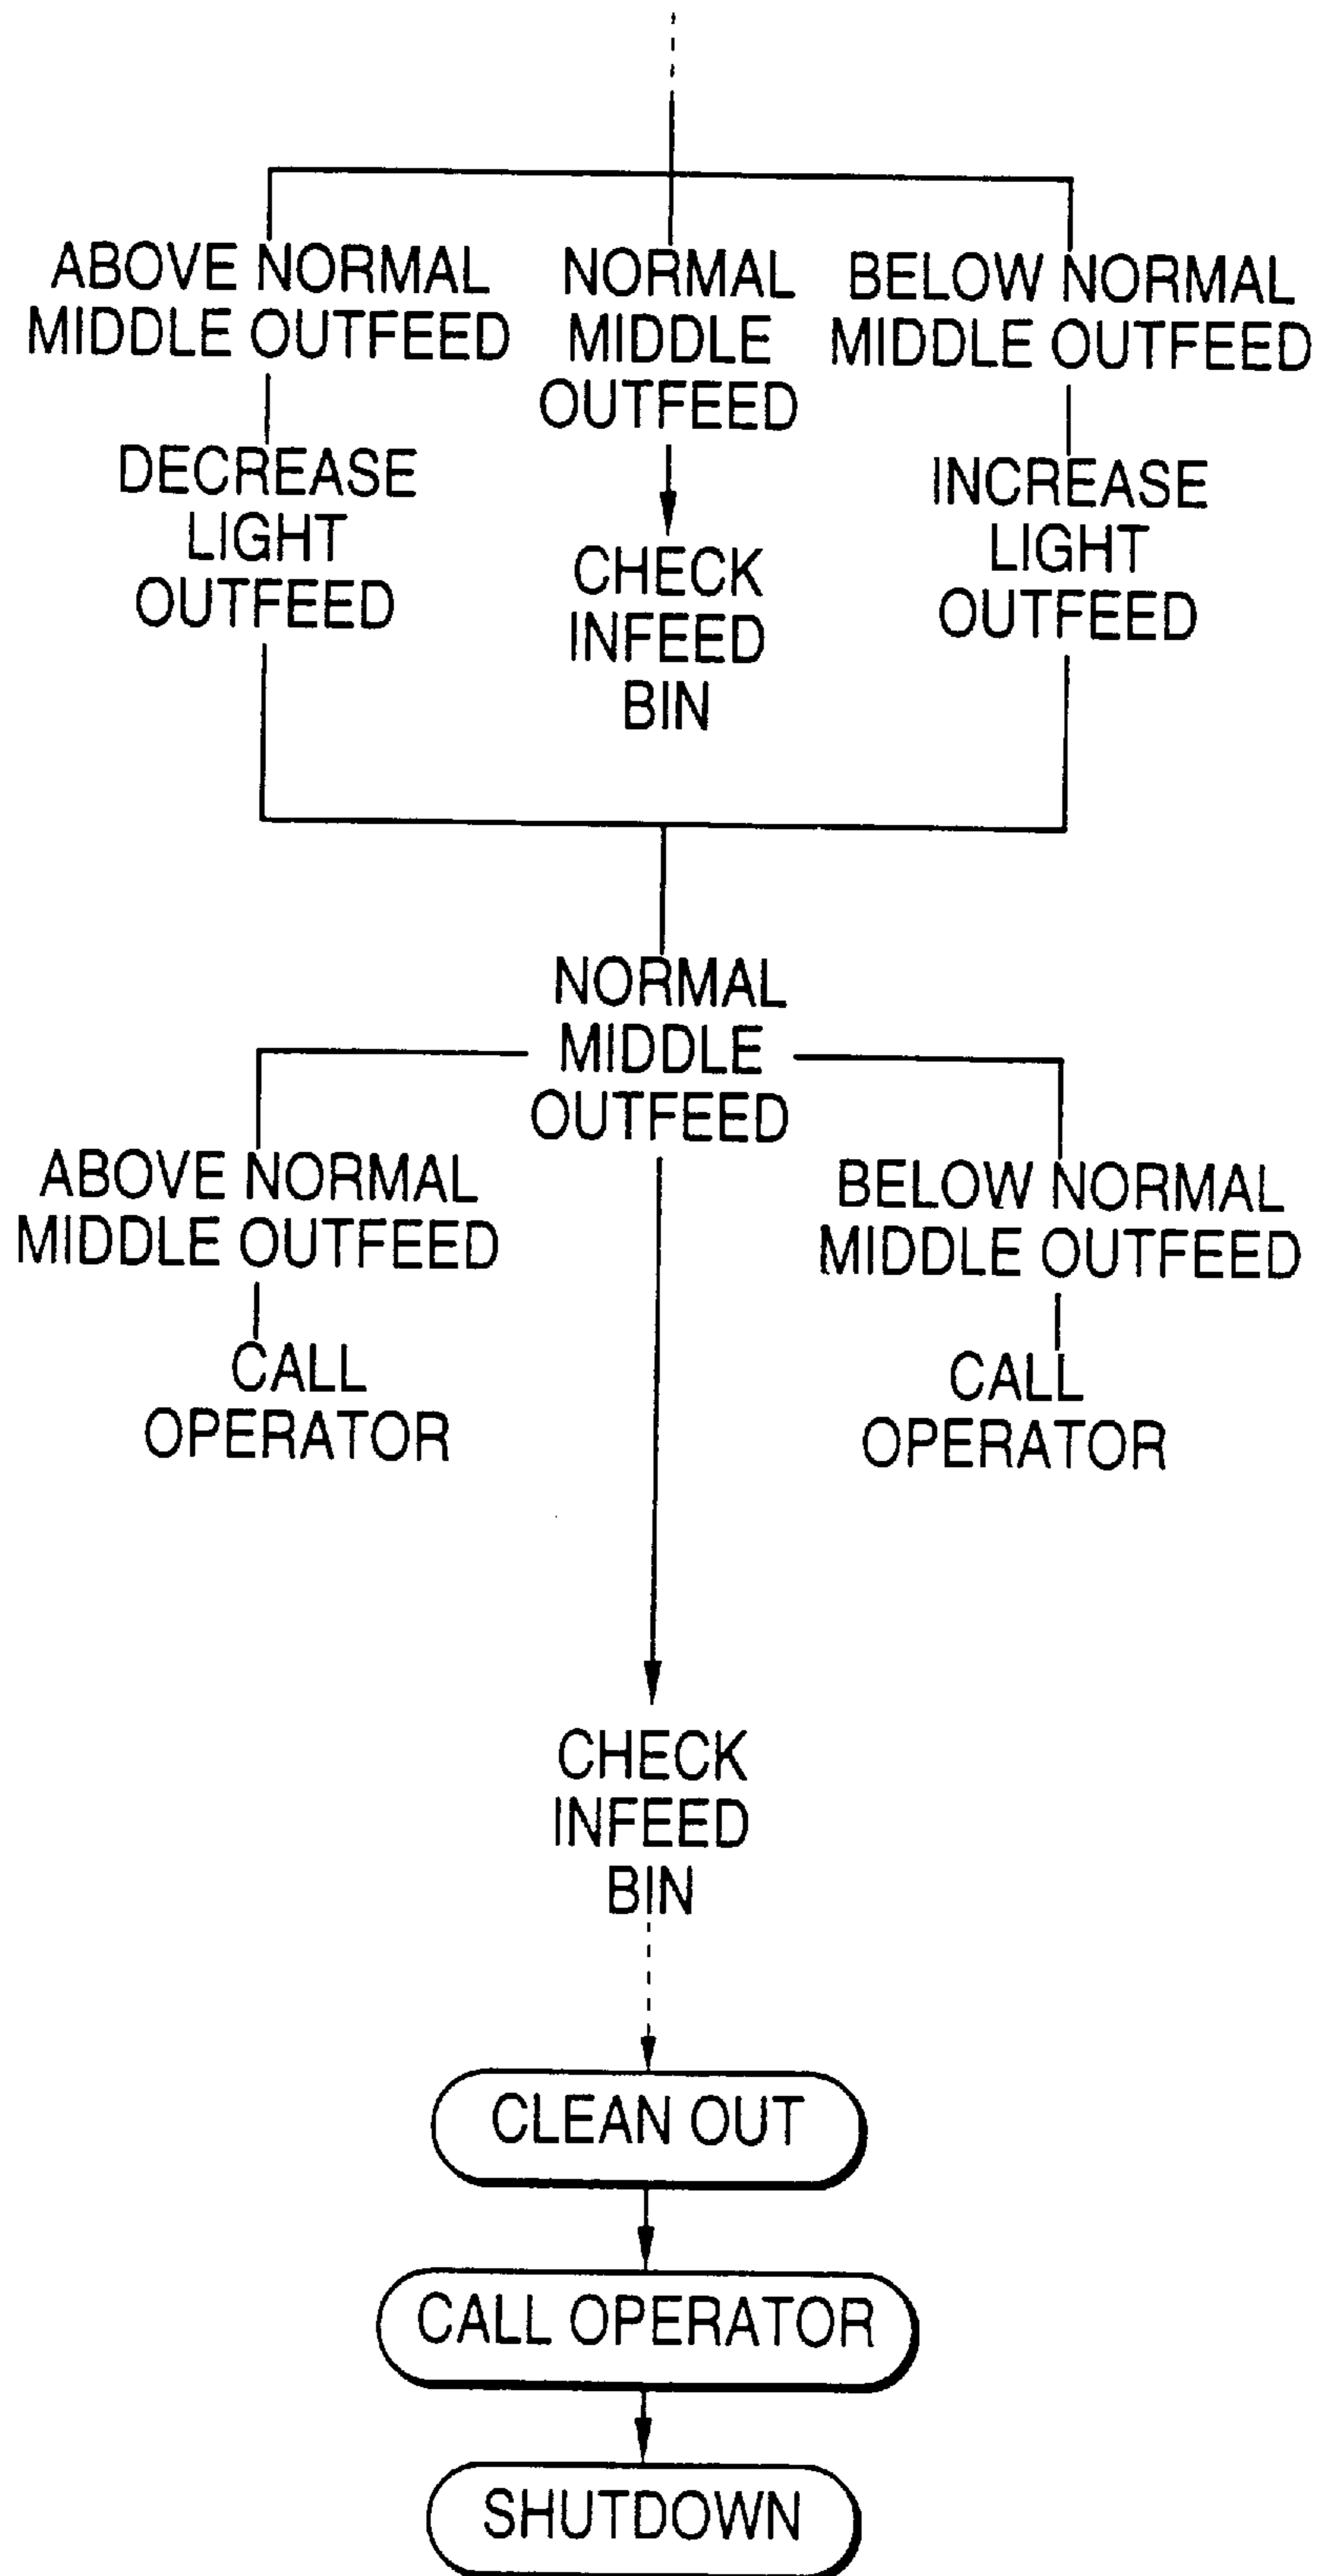 ABOVE NORMAL
MIDDLE OUTFEED
DECREASE
LIGHT
OUTFEED
NORMAL
MIDDLE
OUTFEED
CHECK
INFEED
BIN
BELOW NORMAL
MIDDLE OUTFEED
INCREASE
LIGHT
OUTFEED
NORMAL
MIDDLE
OUTFEED
ABOVE NORMAL
MIDDLE OUTFEED
CALL
OPERATOR
BELOW NORMAL
MIDDLE OUTFEED
CALL
OPERATOR
CHECK
INFEED
BIN
CLEAN OUT
CALL OPERATOR
SHUTDOWN